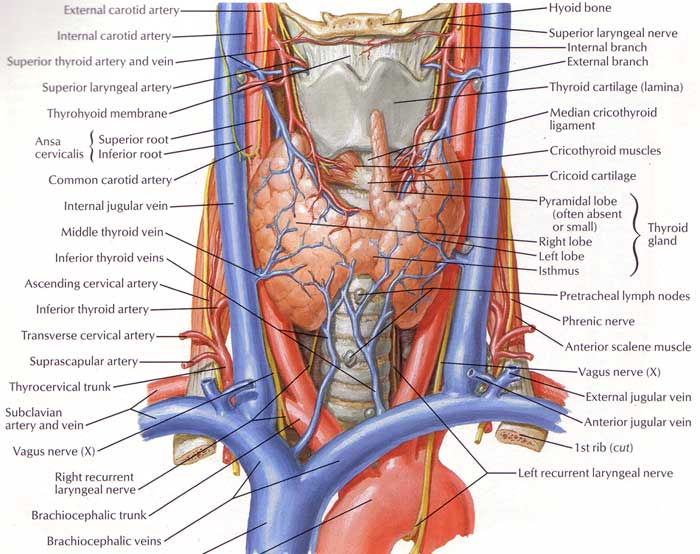 External carotid artery
Internal carotid artery
Superior thyroid artery and vein
Superior laryngeal artery
Thyrohyoid membrane
Ansa
cervicalis
Superior root
Inferior root
Common carotid artery
Internal jugular vein
Middle thyroid vein
Inferior thyroid veins
Ascending cervical artery
Inferior thyroid artery
Transverse cervical artery
Suprascapular artery
Thyrocervical trunk
Subclavian
artery and vein
Vagus nerve (X)
Right recurrent
laryngeal nerve
Brachiocephalic trunk
Brachiocephalic veins
Hyoid bone
Superior laryngeal nerve
Internal branch
External branch
Thyroid cartilage (lamina)
Median cricothyroid
ligament
Cricothyroid muscles
Cricoid cartilage
Pyramidal lobe
(often absent
or small)
Right lobe
Left lobe
Isthmus
Thyroid
gland
Pretracheal lymph nodes
Phrenic nerve
Anterior scalene muscle
Vagus nerve (X)
External jugular vein
Anterior jugular vein
1st rib (cut)
Left recurrent laryngeal nerve